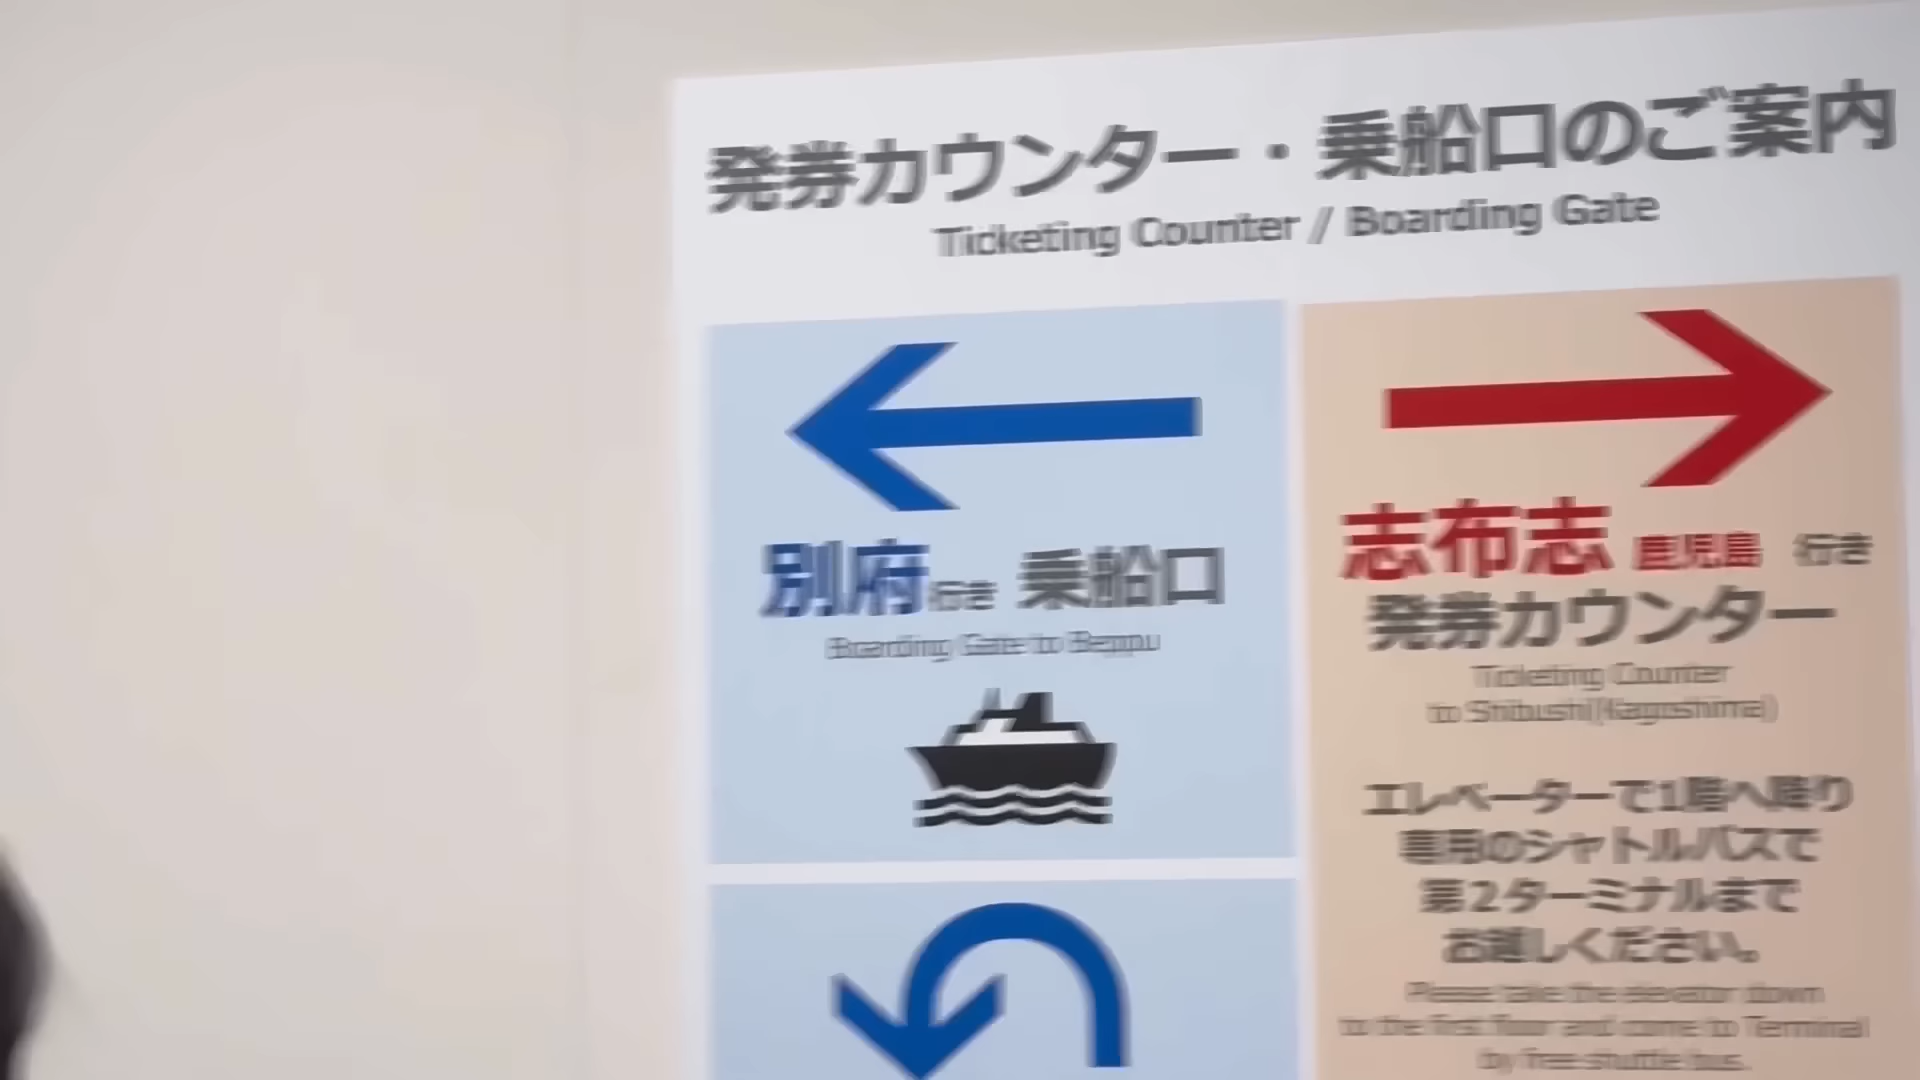 発券カウンター・乗船口のご案内
Ticketing Counter / Boarding Gate
別府行き 乗船口
Boarding Gate to Beppu
志布志 鹿児島 行き
発券カウンター
Ticketing Counter
to Shibushi(Kagoshima)
エレベーターで1階へ降り
専用のシャトルバスで
第2ターミナルまで
お越しください。
Please take the elevator down
to the first floor and come to Terminal
by free shuttle bus.